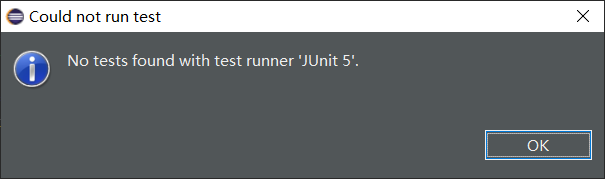 Could not run test
No tests found with test runner 'JUnit 5'.
OK